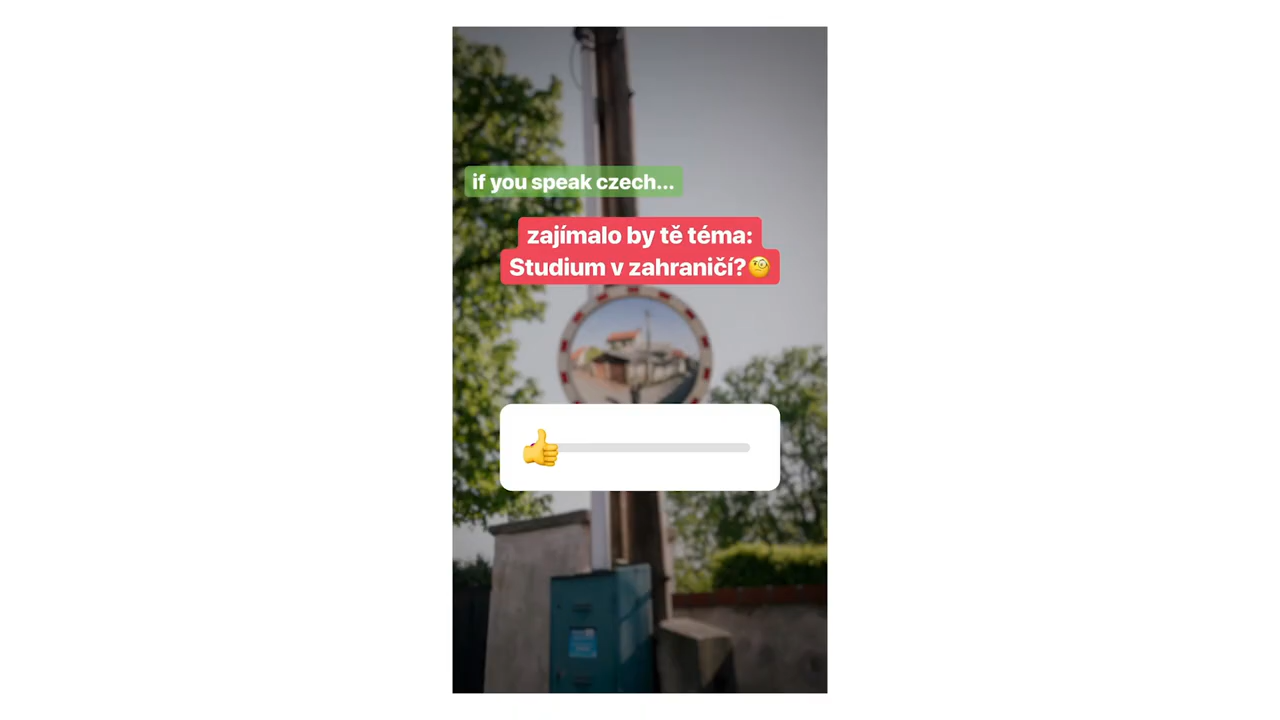 if you speak czech...
zajímalo by tě téma:
Studium v zahraničí?🧐